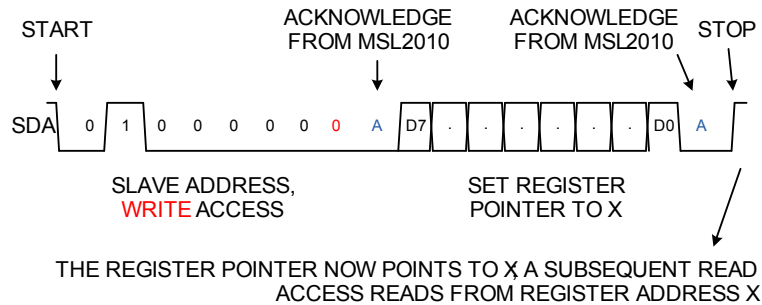 START
ACKNOWLEDGE
FROM MSL2010
ACKNOWLEDGE
FROM MSL2010
STOP
SDA 0 1 0 0 0 0 0 0 A D7 . . . . . . D0 A
SLAVE ADDRESS,
WRITE ACCESS
SET REGISTER
POINTER TO X
THE REGISTER POINTER NOW POINTS TO X, A SUBSEQUENT READ
ACCESS READS FROM REGISTER ADDRESS X